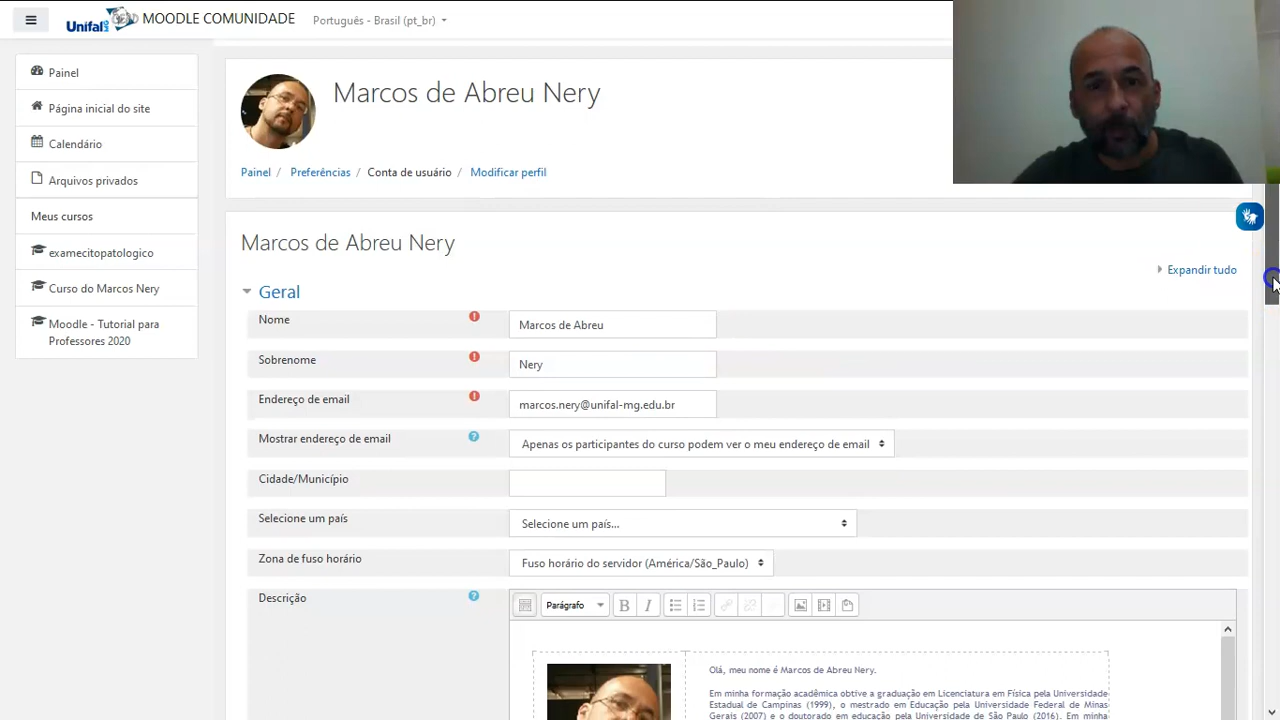 Unifal
MOODLE COMUNIDADE
Português - Brasil (pt_br)
Painel
Página inicial do site
Calendário
Arquivos privados
Meus cursos
examecitopatologico
Curso do Marcos Nery
Moodle - Tutorial para
Professores 2020
Marcos de Abreu Nery
Painel / Preferências / Conta de usuário / Modificar perfil
Marcos de Abreu Nery
Expandir tudo
Geral
Nome
Marcos de Abreu
Sobrenome
Nery
Endereço de email
marcos.nery@unifal-mg.edu.br
Mostrar endereço de email
Apenas os participantes do curso podem ver o meu endereço de email
Cidade/Município
Selecione um país
Selecione um país...
Zona de fuso horário
Fuso horário do servidor (América/São_Paulo)
Descrição
Parágrafo
B I
Olá, meu nome é Marcos de Abreu Nery.
Em minha formação acadêmica obtive a graduação em Licenciatura em Física pela Universidade
Estadual de Campinas (1999), o mestrado em Educação pela Universidade Federal de Minas
Gerais (2007) e o doutorado em educação pela Universidade de São Paulo (2016). Em minha